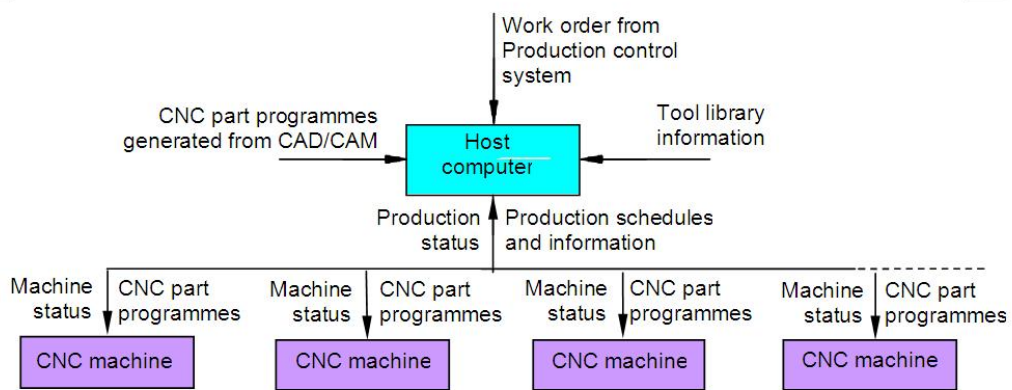 Work order from
Production control
system
CNC part programmes
generated from CAD/CAM
Tool library
information
Host
computer
Production
status
Production schedules
and information
Machine
status
CNC part
programmes
Machine
status
CNC part
programmes
Machine
status
CNC part
programmes
Machine
status
CNC part
programmes
CNC machine
CNC machine
CNC machine
CNC machine